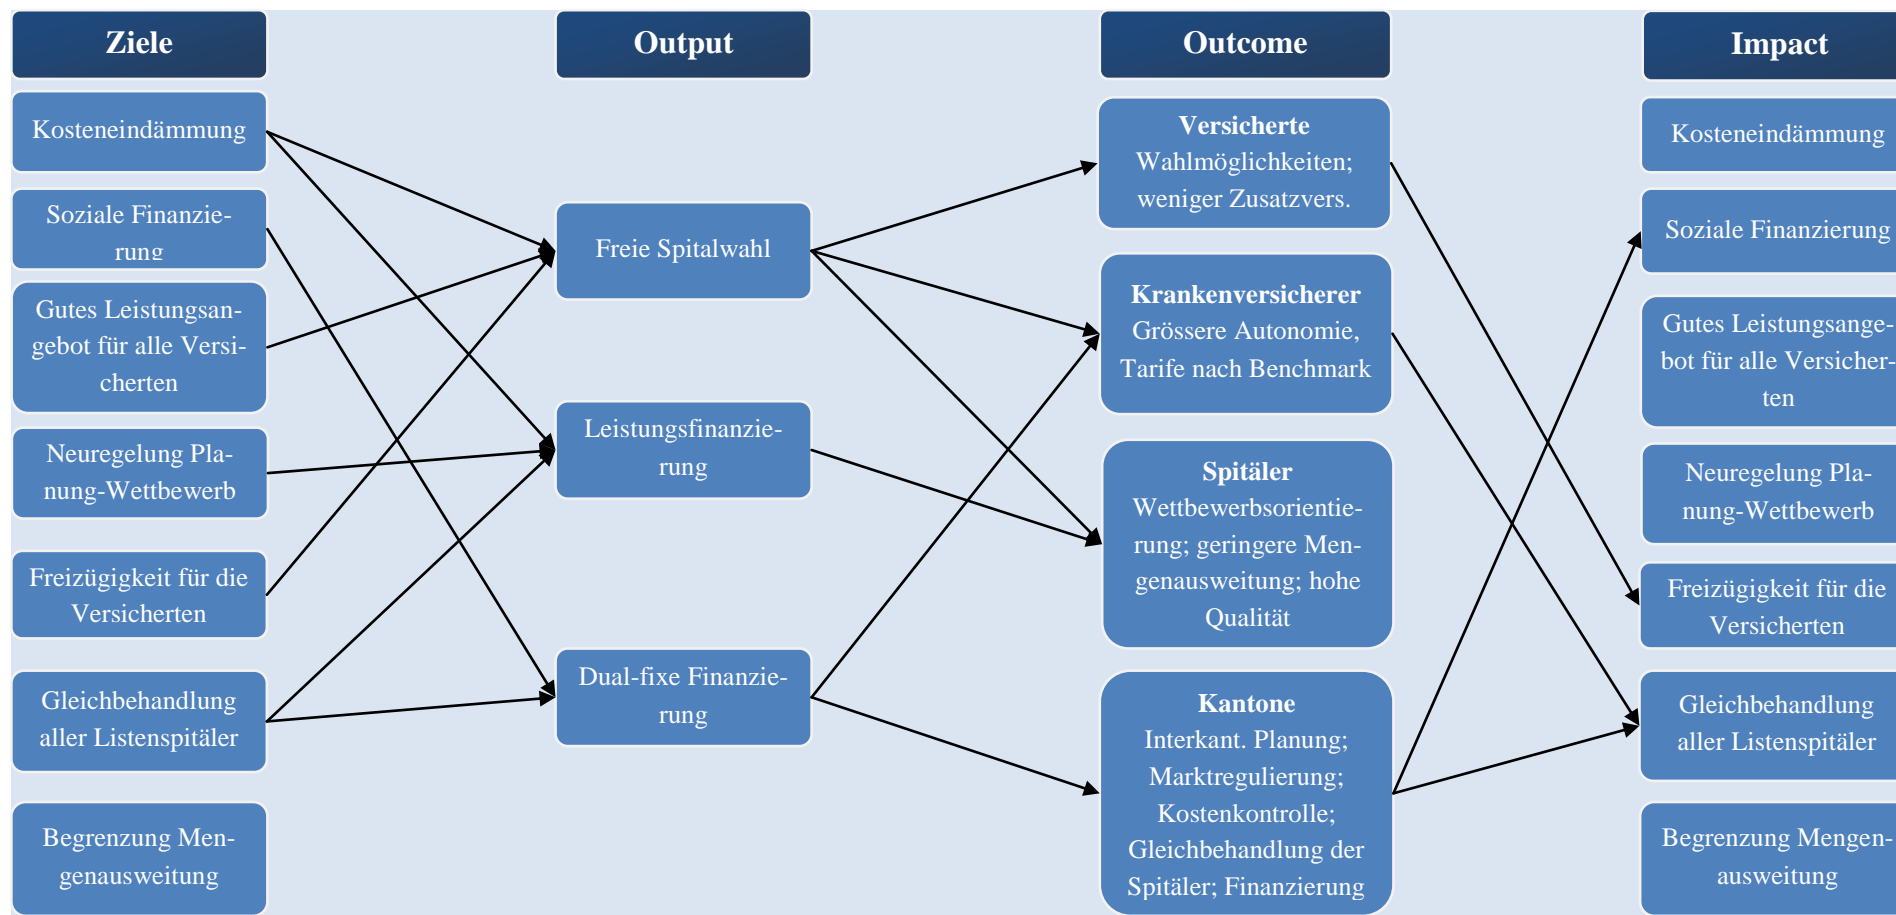 Ziele
Kosteneindämmung
Soziale Finanzie-
rung
Gutes Leistungsan-
gebot für alle Versi-
cherten
Neuregelung Pla-
nung-Wettbewerb
Freizügigkeit für die
Versicherten
Gleichbehandlung
aller Listenspitäler
Begrenzung Men-
genausweitung
Output
Freie Spitalwahl
Leistungsfinanzie-
rung
Dual-fixe Finanzie-
rung
Outcome
Versicherte
Wahlmöglichkeiten;
weniger Zusatzvers.
Krankenversicherer
Grössere Autonomie,
Tarife nach Benchmark
Spitäler
Wettbewerbsorientie-
rung; geringere Men-
genausweitung; hohe
Qualität
Kantone
Interkant. Planung;
Marktregulierung;
Kostenkontrolle;
Gleichbehandlung der
Spitäler; Finanzierung
Impact
Kosteneindämmung
Soziale Finanzierung
Gutes Leistungsange-
bot für alle Versicher-
ten
Neuregelung Pla-
nung-Wettbewerb
Freizügigkeit für die
Versicherten
Gleichbehandlung
aller Listenspitäler
Begrenzung Mengen-
ausweitung